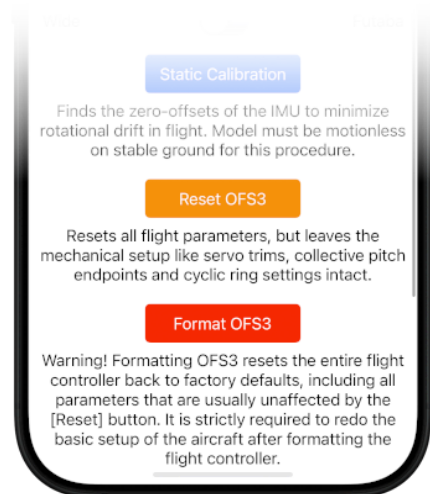 Static Calibration
Finds the zero-offsets of the IMU to minimize
rotational drift in flight. Model must be motionless
on stable ground for this procedure.
Reset OFS3
Resets all flight parameters, but leaves the
mechanical setup like servo trims, collective pitch
endpoints and cyclic ring settings intact.
Format OFS3
Warning! Formatting OFS3 resets the entire flight
controller back to factory defaults, including all
parameters that are usually unaffected by the
[Reset] button. It is strictly required to redo the
basic setup of the aircraft after formatting the
flight controller.